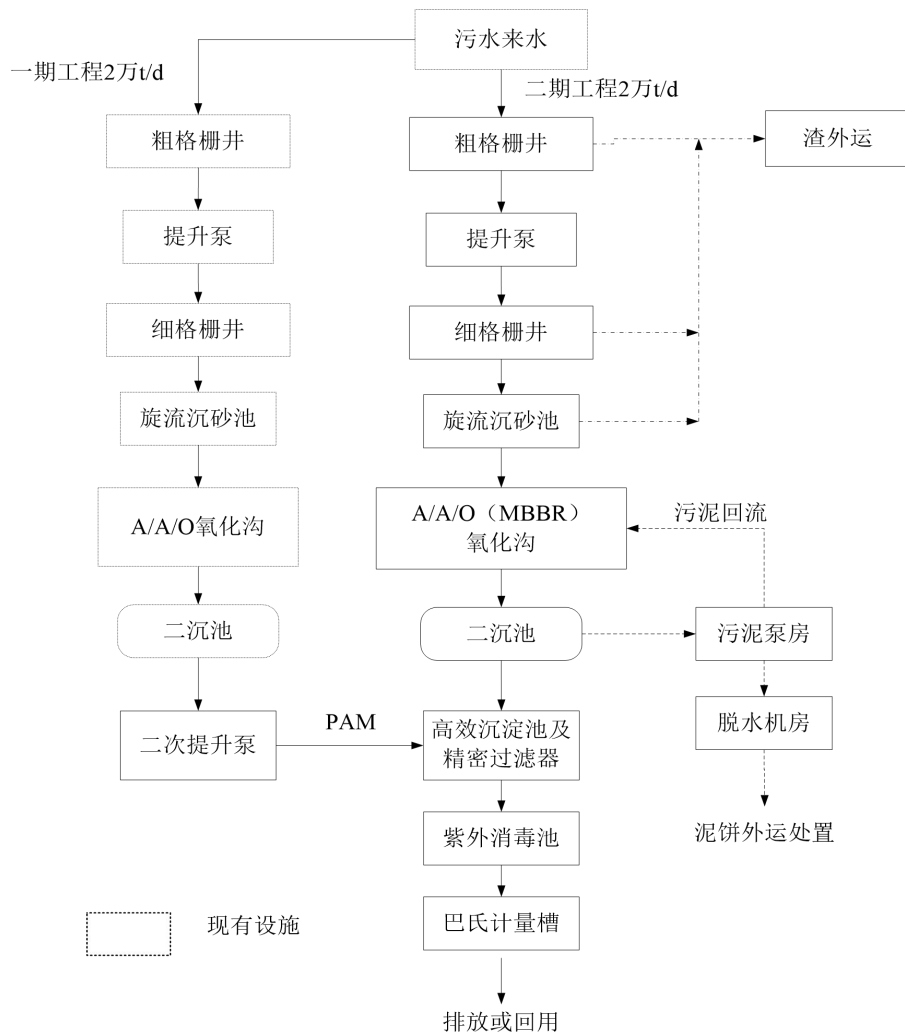 污水来水
一期工程2万t/d
二期工程2万t/d
粗格栅井
粗格栅井
渣外运
提升泵
提升泵
细格栅井
细格栅井
旋流沉砂池
旋流沉砂池
A/A/O氧化沟
A/A/O（MBBR）
氧化沟
污泥回流
二沉池
二沉池
污泥泵房
二次提升泵
PAM
高效沉淀池及
精密过滤器
脱水机房
紫外消毒池
泥饼外运处置
巴氏计量槽
现有设施
排放或回用